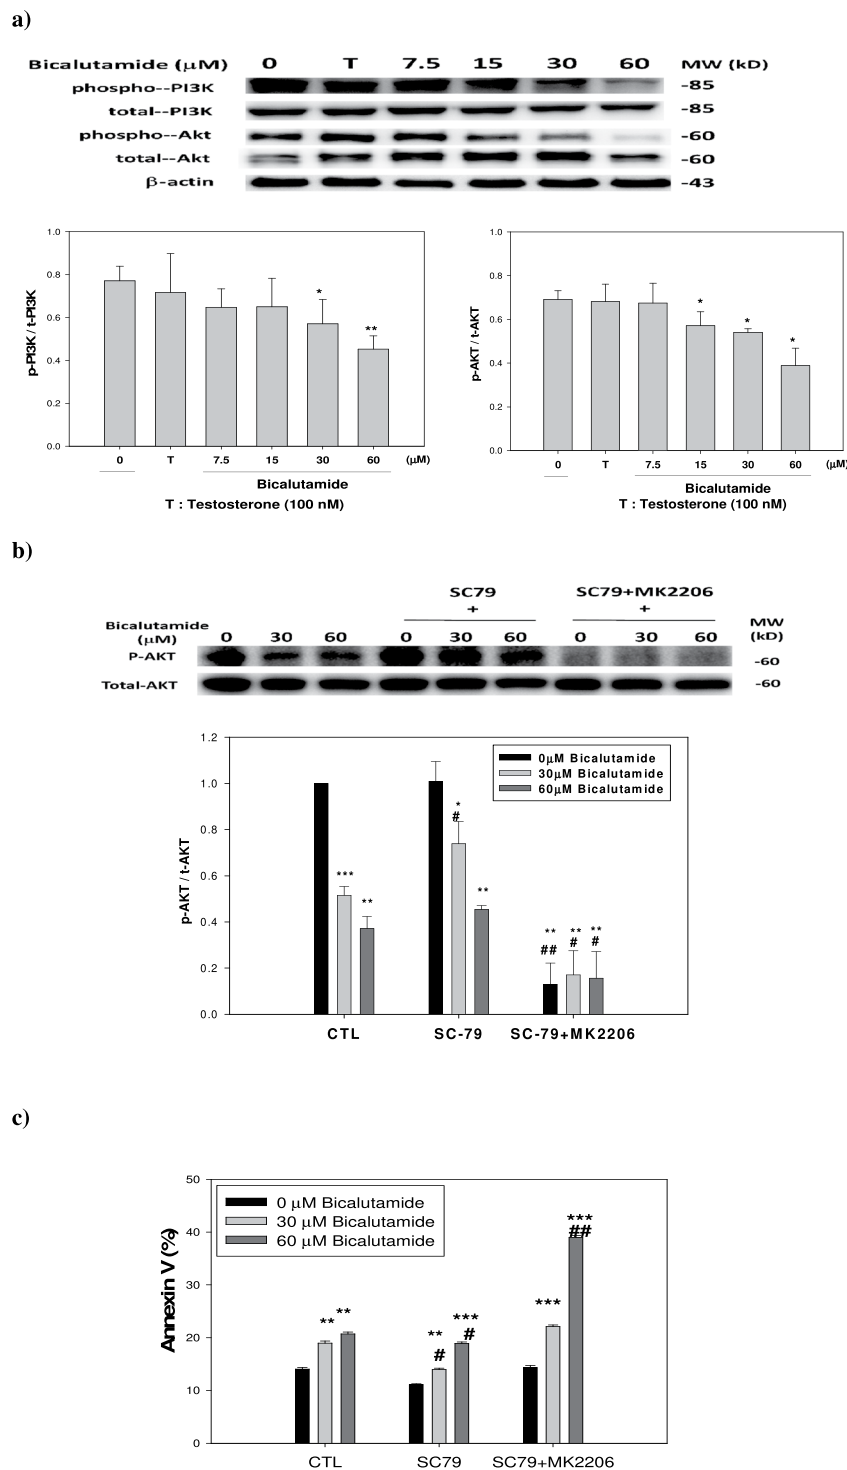 a)
Bicalutamide (μM) 0 T 7.5 15 30 60 MW (kD)
phospho--PI3K -85
total--PI3K -85
phospho--Akt -60
total--Akt -60
β-actin -43
1.0
0.8
0.6
0.4
0.2
0.0
p-PI3K / t-PI3K
* **
0 T 7.5 15 30 60 (μM)
Bicalutamide
T : Testosterone (100 nM)
1.0
0.8
0.6
0.4
0.2
0.0
p-AKT / t-AKT
* * *
0 T 7.5 15 30 60 (μM)
Bicalutamide
T : Testosterone (100 nM)
b)
SC79 SC79+MK2206
+ +
Bicalutamide (μM) 0 30 60 0 30 60 0 30 60 MW (kD)
P-AKT -60
Total-AKT -60
1.2
1.0
0.8
0.6
0.4
0.2
0.0
p-AKT / t-AKT
0μM Bicalutamide
30μM Bicalutamide
60μM Bicalutamide
*** **
*
#
**
** ** **
## # #
CTL SC-79 SC-79+MK2206
c)
50
40
30
20
10
0
Annexin V (%)
0 μM Bicalutamide
30 μM Bicalutamide
60 μM Bicalutamide
** **
** ***
# #
*** ***
##
CTL SC79 SC79+MK2206